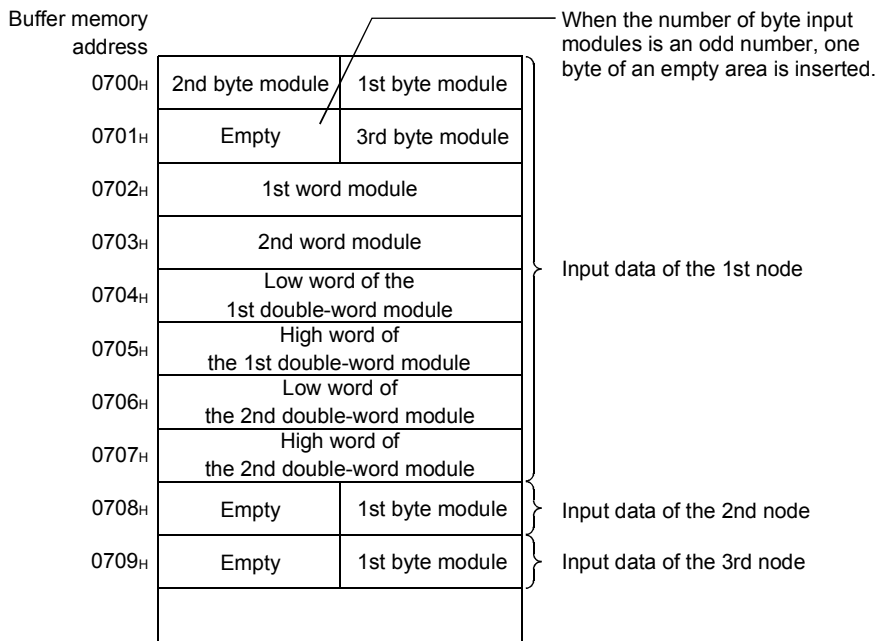 Buffer memory
address
When the number of byte input
modules is an odd number, one
byte of an empty area is inserted.
0700H 2nd byte module 1st byte module
0701H Empty 3rd byte module
0702H 1st word module
0703H 2nd word module
Input data of the 1st node
0704H Low word of the
1st double-word module
0705H High word of
the 1st double-word module
0706H Low word of
the 2nd double-word module
0707H High word of
the 2nd double-word module
0708H Empty 1st byte module Input data of the 2nd node
0709H Empty 1st byte module Input data of the 3rd node